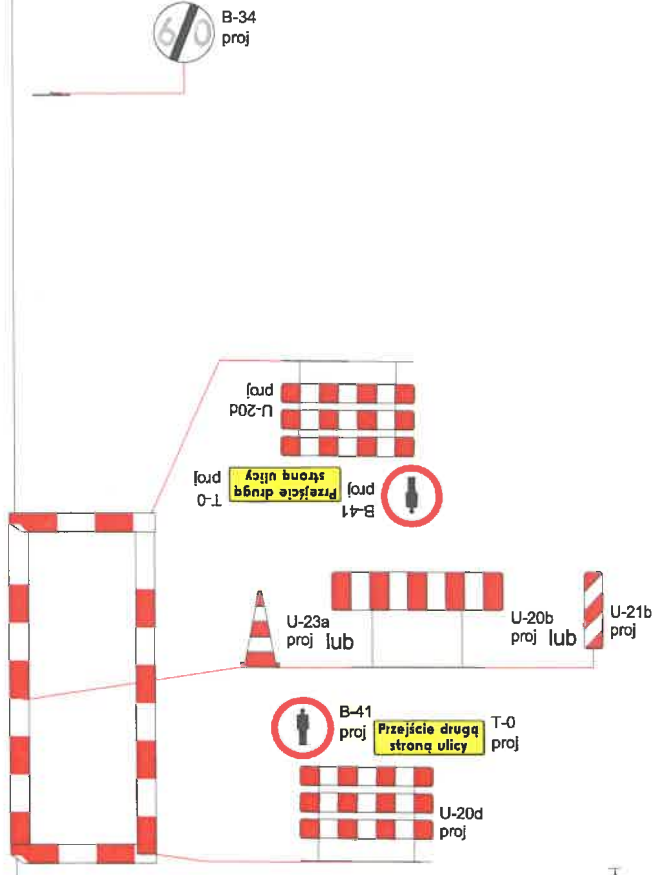 60
B-34
proj
U-20d
proj
T-0
proj
Przejście drugą
stroną ulicy
B-41
proj
U-23a
proj lub
U-20b
proj lub
U-21b
proj
B-41
proj
Przejście drugą
stroną ulicy
T-0
proj
U-20d
proj